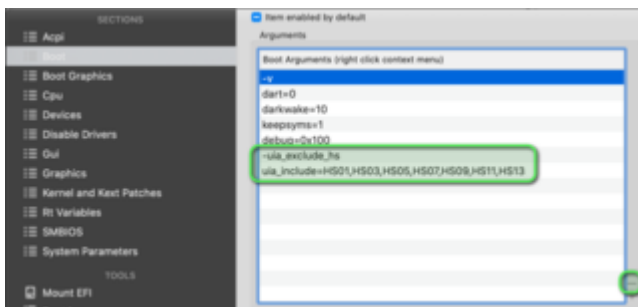 SECTIONS
Acpi
Boot
Boot Graphics
Cpu
Devices
Disable Drivers
Gui
Graphics
Kernel and Kext Patches
Rt Variables
SMBIOS
System Parameters
TOOLS
Mount EFI
Item enabled by default
Arguments
Boot Arguments (right click context menu)
-v
dart=0
darkwake=10
keepsyms=1
debug=0x100
-uia_exclude_hs
uia_include=HS01,HS03,HS05,HS07,HS09,HS11,HS13